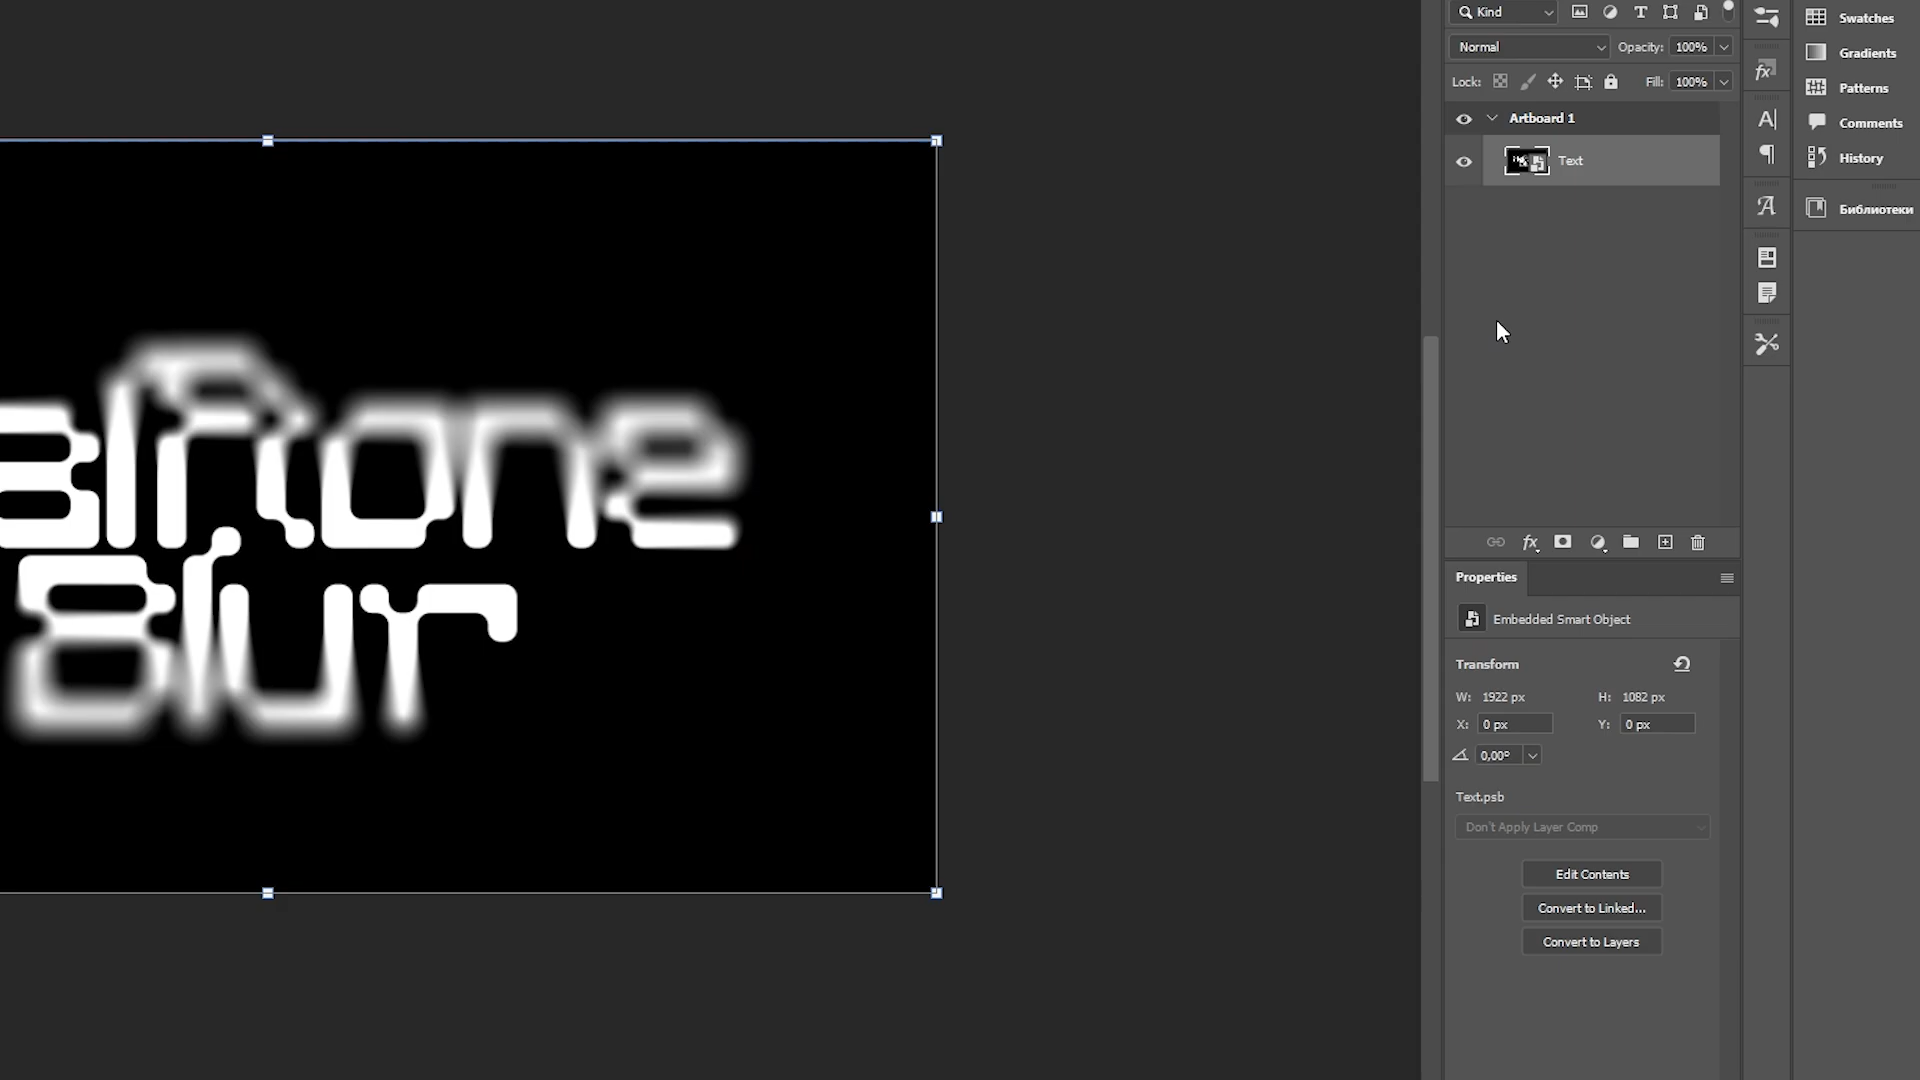 Kind
Normal
Opacity: 100%
Lock:
Fill: 100%
Artboard 1
Text
Swatches
Gradients
Patterns
Comments
History
Библиотеки
Blur
Properties
Embedded Smart Object
Transform
W: 1922 px
H: 1082 px
X: 0 px
Y: 0 px
0,00°
Text.psb
Don't Apply Layer Comp
Edit Contents
Convert to Linked...
Convert to Layers